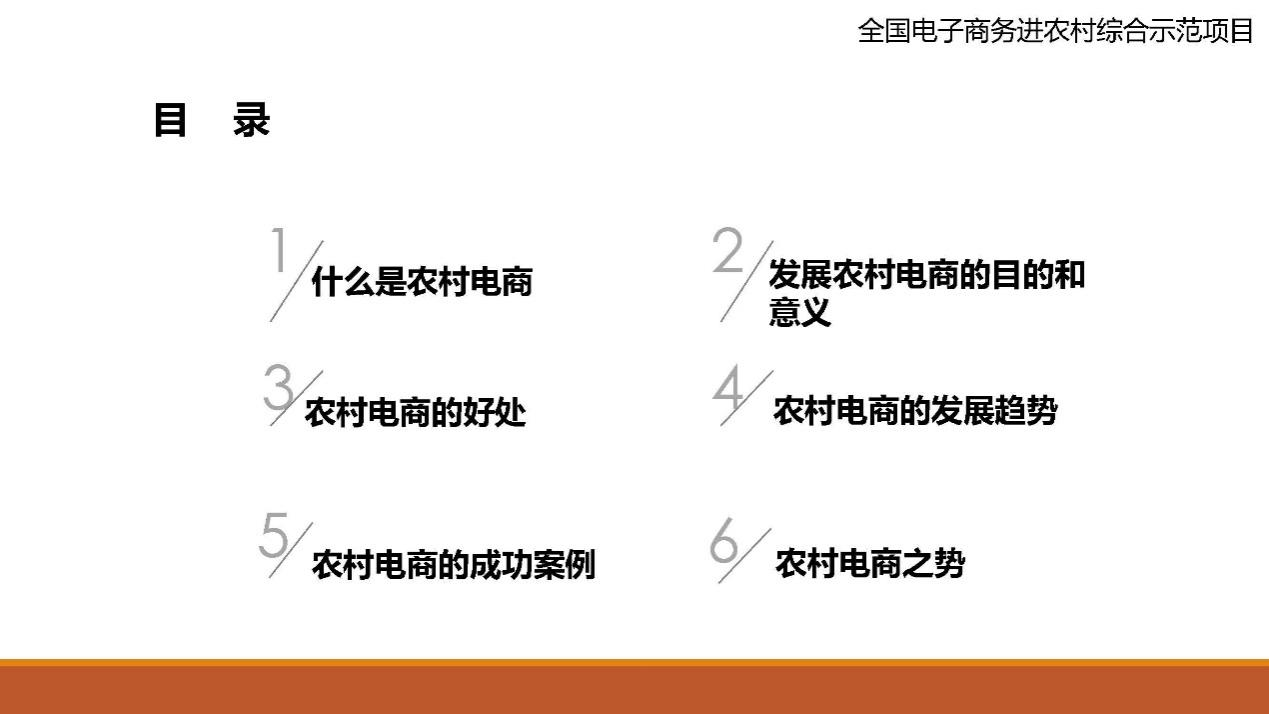 全国电子商务进农村综合示范项目
目 录
1
什么是农村电商
2
发展农村电商的目的和
意义
3
农村电商的好处
4
农村电商的发展趋势
5
农村电商的成功案例
6
农村电商之势